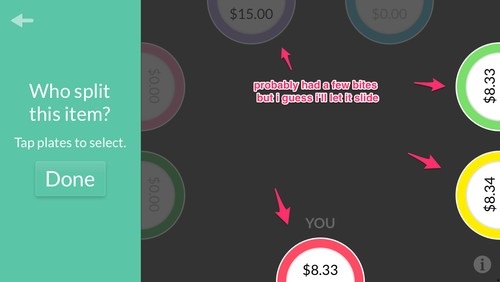 Who split
this item?
Tap plates to select.
Done
$15.00
$0.00
$0.00
probably had a few bites
but i guess i'll let it slide
$8.33
$0.00
$8.34
YOU
$8.33
i